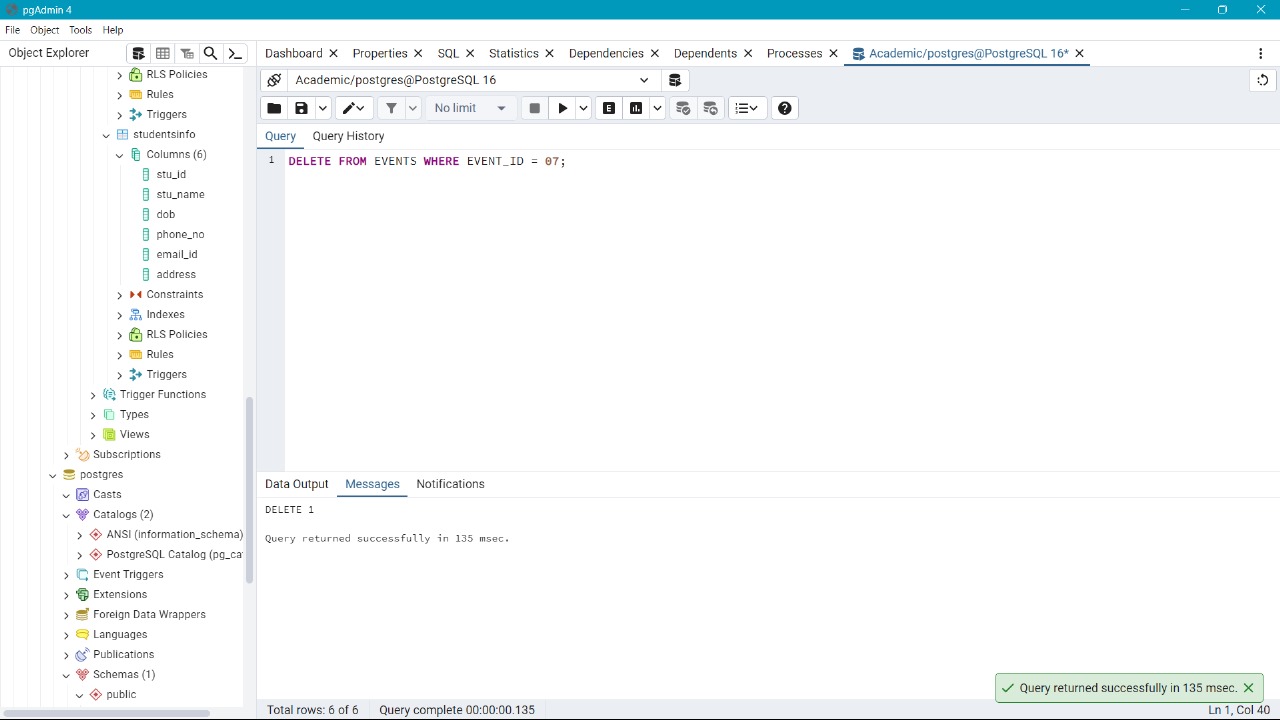 pgAdmin 4
File Object Tools Help
Object Explorer
Dashboard Properties SQL Statistics Dependencies Dependents Processes Academic/postgres@PostgreSQL 16*
Academic/postgres@PostgreSQL 16
No limit
E
Query Query History
1 DELETE FROM EVENTS WHERE EVENT_ID = 07;
RLS Policies
Rules
Triggers
studentsinfo
Columns (6)
stu_id
stu_name
dob
phone_no
email_id
address
Constraints
Indexes
RLS Policies
Rules
Triggers
Trigger Functions
Types
Views
Subscriptions
postgres
Casts
Catalogs (2)
ANSI (information_schema)
PostgreSQL Catalog (pg_ca
Event Triggers
Extensions
Foreign Data Wrappers
Languages
Publications
Schemas (1)
public
Data Output Messages Notifications
DELETE 1
Query returned successfully in 135 msec.
Query returned successfully in 135 msec.
Total rows: 6 of 6 Query complete 00:00:00.135 Ln 1, Col 40